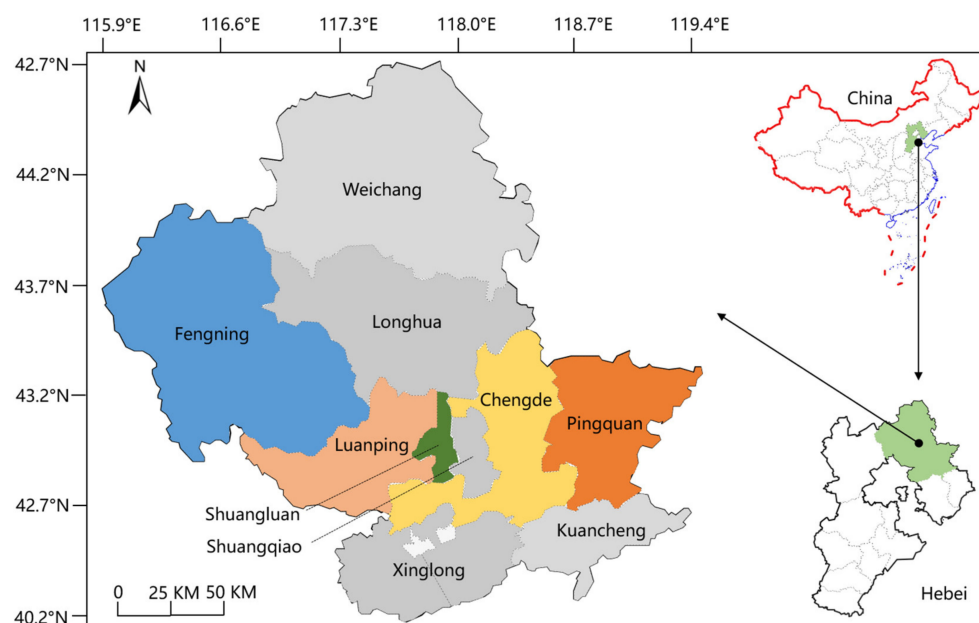 115.9°E 116.6°E 117.3°E 118.0°E 118.7°E 119.4°E
42.7°N
N
China
44.2°N
Weichang
43.7°N
Fengning
Longhua
43.2°N
Chengde
Luanping
Pingquan
42.7°N
Shuangluan
Shuangqiao
Kuancheng
Xinglong
0 25 KM 50 KM
Hebei
40.2°N